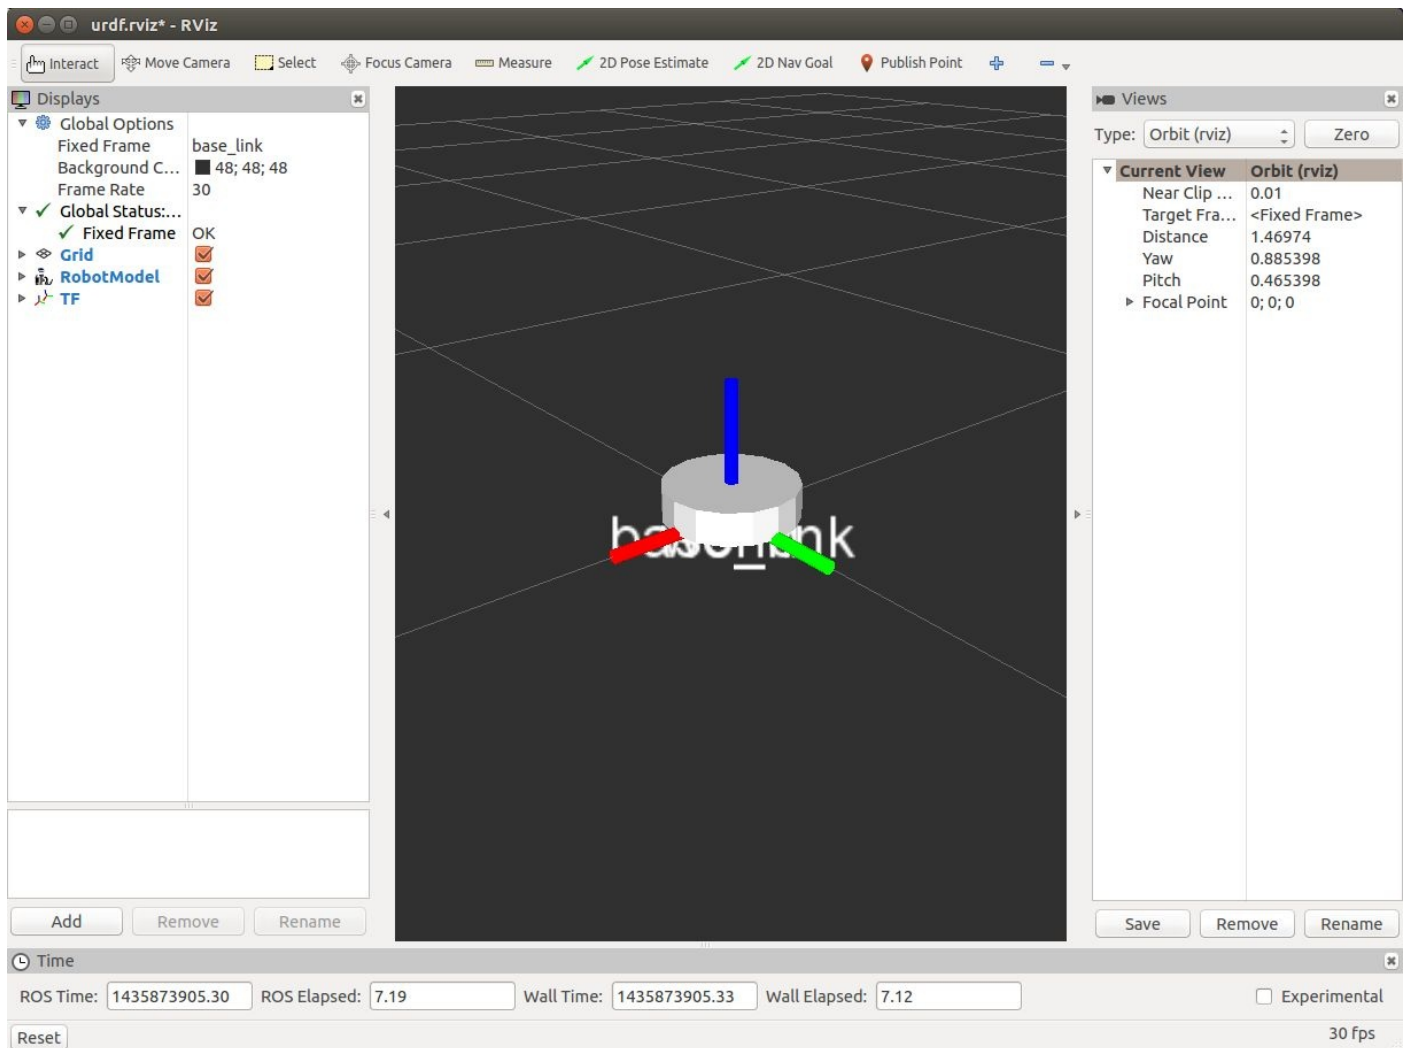 urdf.rviz* - RViz
Interact Move Camera Select Focus Camera Measure 2D Pose Estimate 2D Nav Goal Publish Point
Displays
Global Options
Fixed Frame base_link
Background C... 48; 48; 48
Frame Rate 30
Global Status:...
Fixed Frame OK
Grid
RobotModel
TF
Add Remove Rename
Views
Type: Orbit (rviz) Zero
Current View Orbit (rviz)
Near Clip ... 0.01
Target Fra... <Fixed Frame>
Distance 1.46974
Yaw 0.885398
Pitch 0.465398
Focal Point 0; 0; 0
Save Remove Rename
Time
ROS Time: 1435873905.30 ROS Elapsed: 7.19 Wall Time: 1435873905.33 Wall Elapsed: 7.12 Experimental
Reset 30 fps